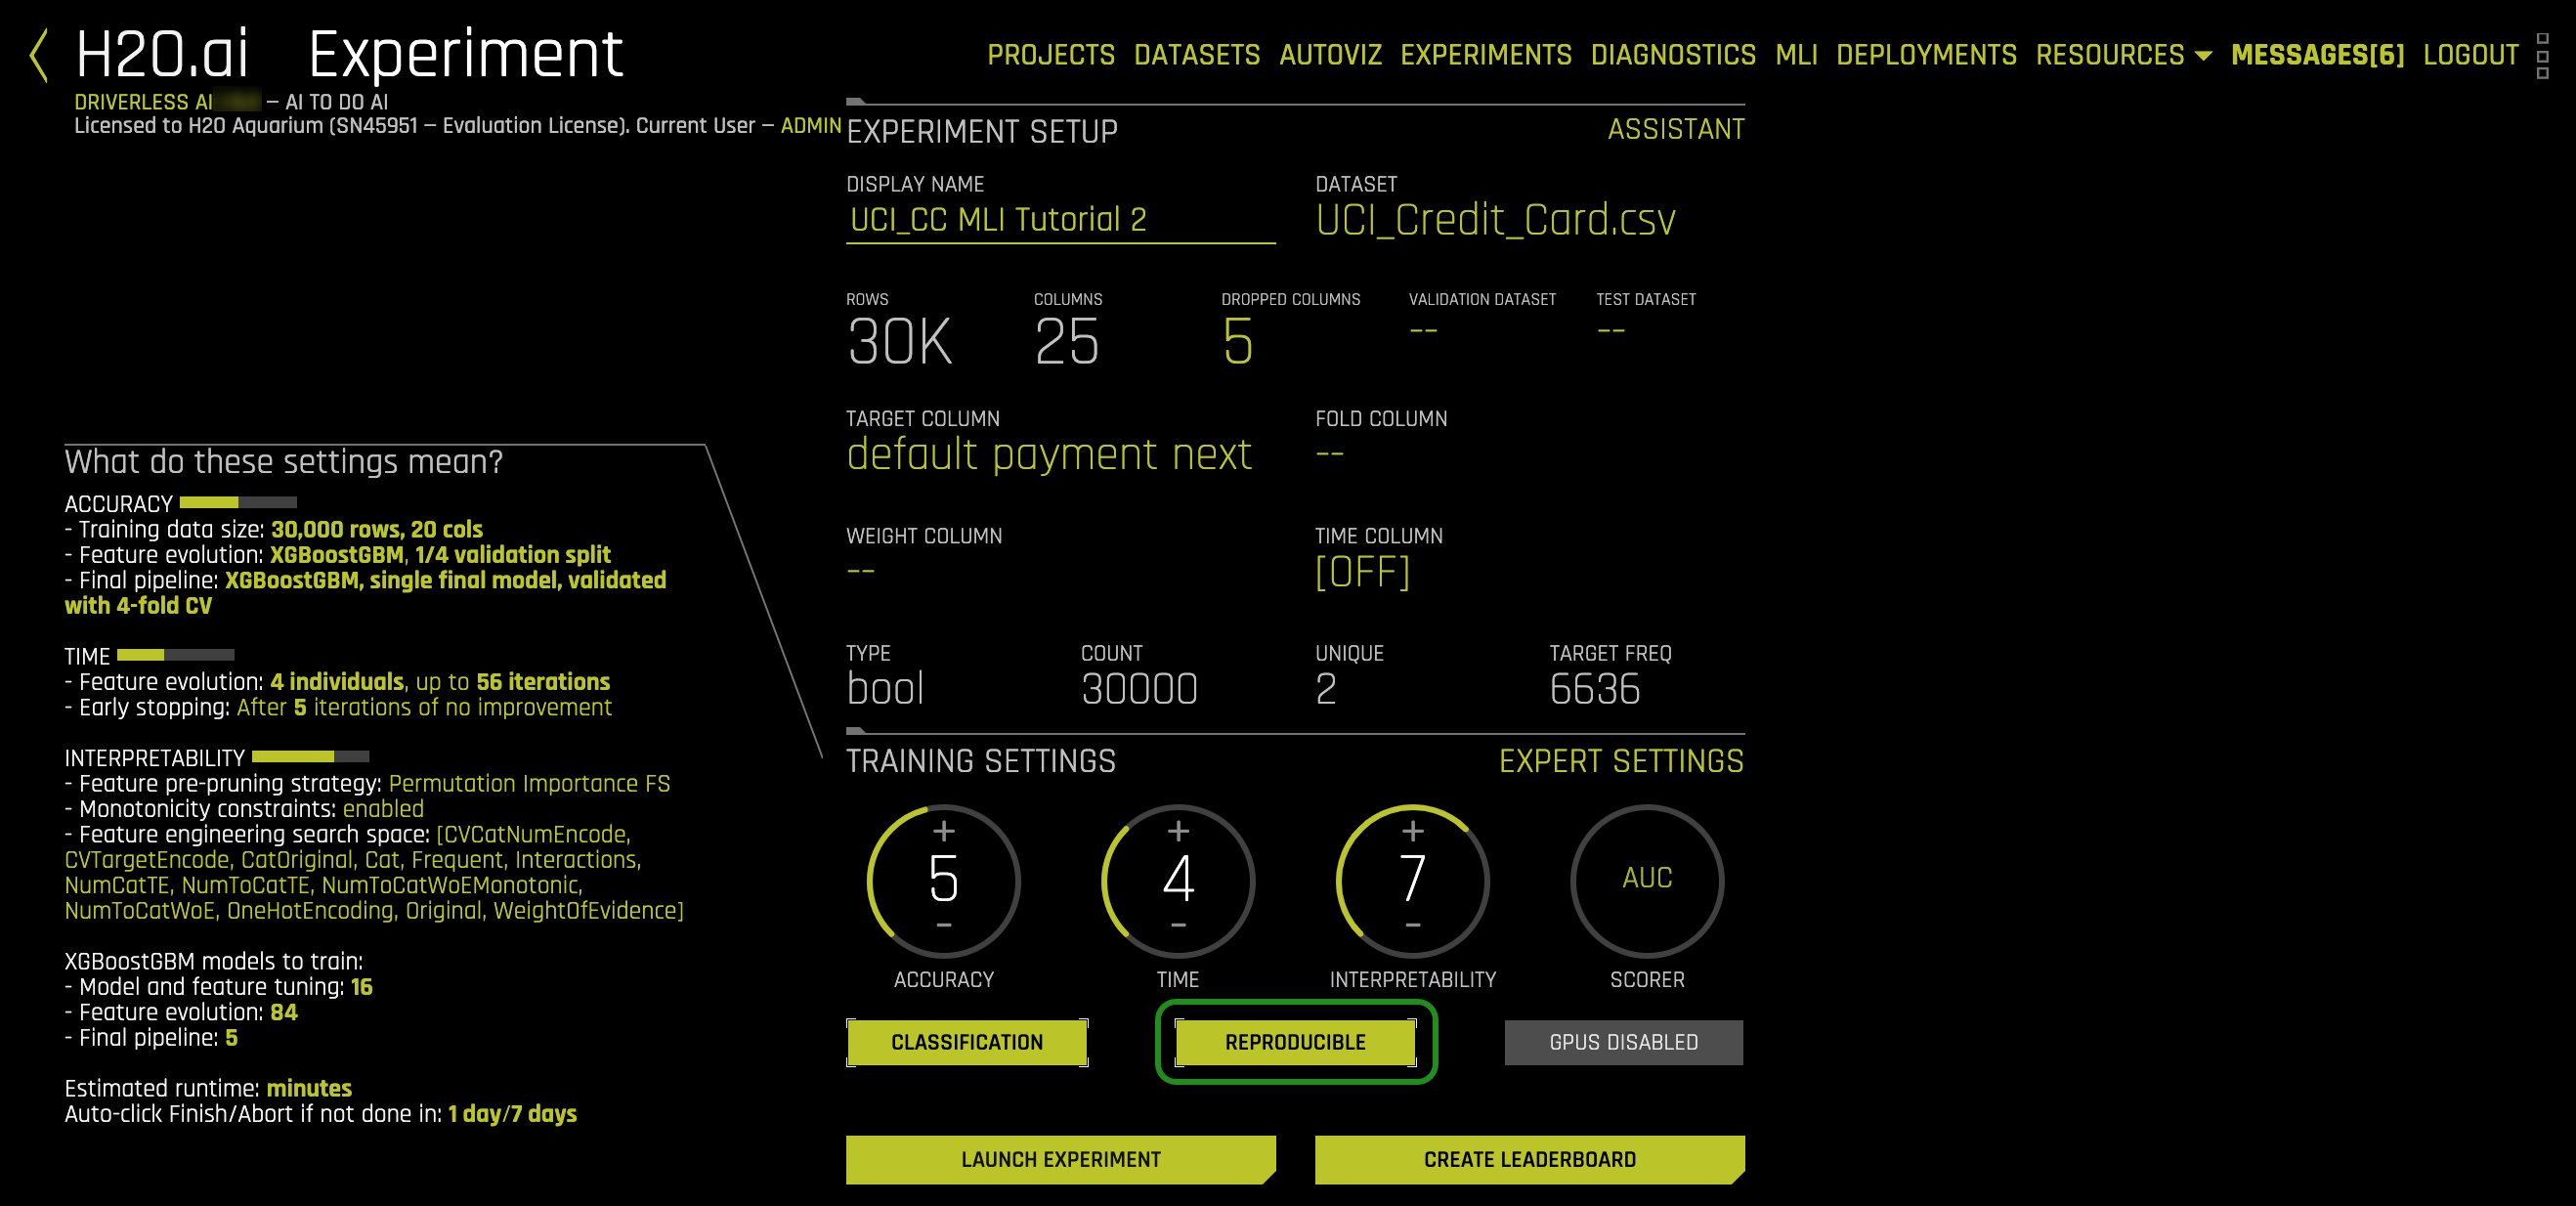 H2O.ai Experiment
PROJECTS DATASETS AUTOVIZ EXPERIMENTS DIAGNOSTICS MLI DEPLOYMENTS RESOURCES MESSAGES[6] LOGOUT
DRIVERLESS AI — AI TO DO AI
Licensed to H2O Aquarium (SN45951 — Evaluation License). Current User — ADMIN
EXPERIMENT SETUP ASSISTANT
DISPLAY NAME DATASET
UCI_CC MLI Tutorial 2 UCI_Credit_Card.csv
ROWS COLUMNS DROPPED COLUMNS VALIDATION DATASET TEST DATASET
30K 25 5 -- --
TARGET COLUMN FOLD COLUMN
default payment next --
WEIGHT COLUMN TIME COLUMN
-- [OFF]
TYPE COUNT UNIQUE TARGET FREQ
bool 30000 2 6636
What do these settings mean?
ACCURACY
- Training data size: 30,000 rows, 20 cols
- Feature evolution: XGBoostGBM, 1/4 validation split
- Final pipeline: XGBoostGBM, single final model, validated
with 4-fold CV
TIME
- Feature evolution: 4 individuals, up to 56 iterations
- Early stopping: After 5 iterations of no improvement
INTERPRETABILITY
- Feature pre-pruning strategy: Permutation Importance FS
- Monotonicity constraints: enabled
- Feature engineering search space: [CVCatNumEncode,
CVTargetEncode, CatOriginal, Cat, Frequent, Interactions,
NumCatTE, NumToCatTE, NumToCatWoEMonotonic,
NumToCatWoE, OneHotEncoding, Original, WeightOfEvidence]
XGBoostGBM models to train:
- Model and feature tuning: 16
- Feature evolution: 84
- Final pipeline: 5
Estimated runtime: minutes
Auto-click Finish/Abort if not done in: 1 day/7 days
TRAINING SETTINGS EXPERT SETTINGS
+ + +
5 4 7 AUC
- - -
ACCURACY TIME INTERPRETABILITY SCORER
CLASSIFICATION REPRODUCIBLE GPUS DISABLED
LAUNCH EXPERIMENT CREATE LEADERBOARD